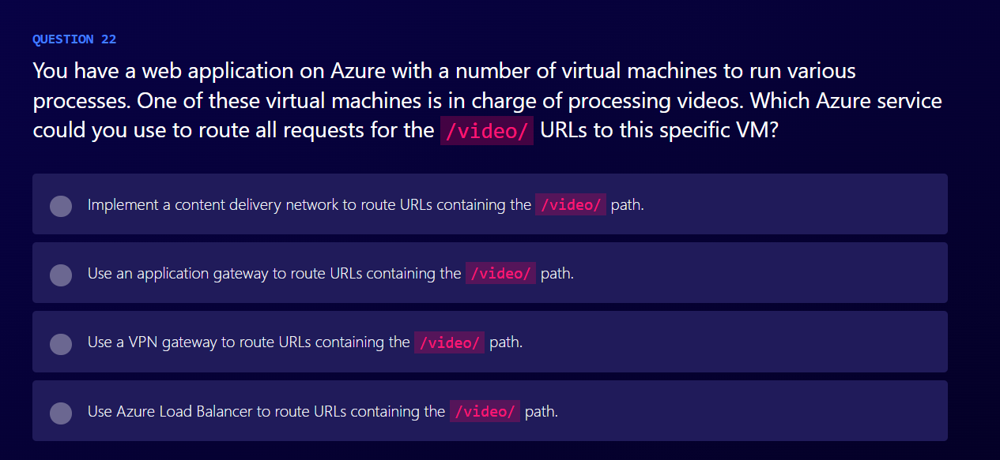 QUESTION 22
You have a web application on Azure with a number of virtual machines to run various
processes. One of these virtual machines is in charge of processing videos. Which Azure service
could you use to route all requests for the /video/ URLs to this specific VM?
Implement a content delivery network to route URLs containing the /video/ path.
Use an application gateway to route URLs containing the /video/ path.
Use a VPN gateway to route URLs containing the /video/ path.
Use Azure Load Balancer to route URLs containing the /video/ path.